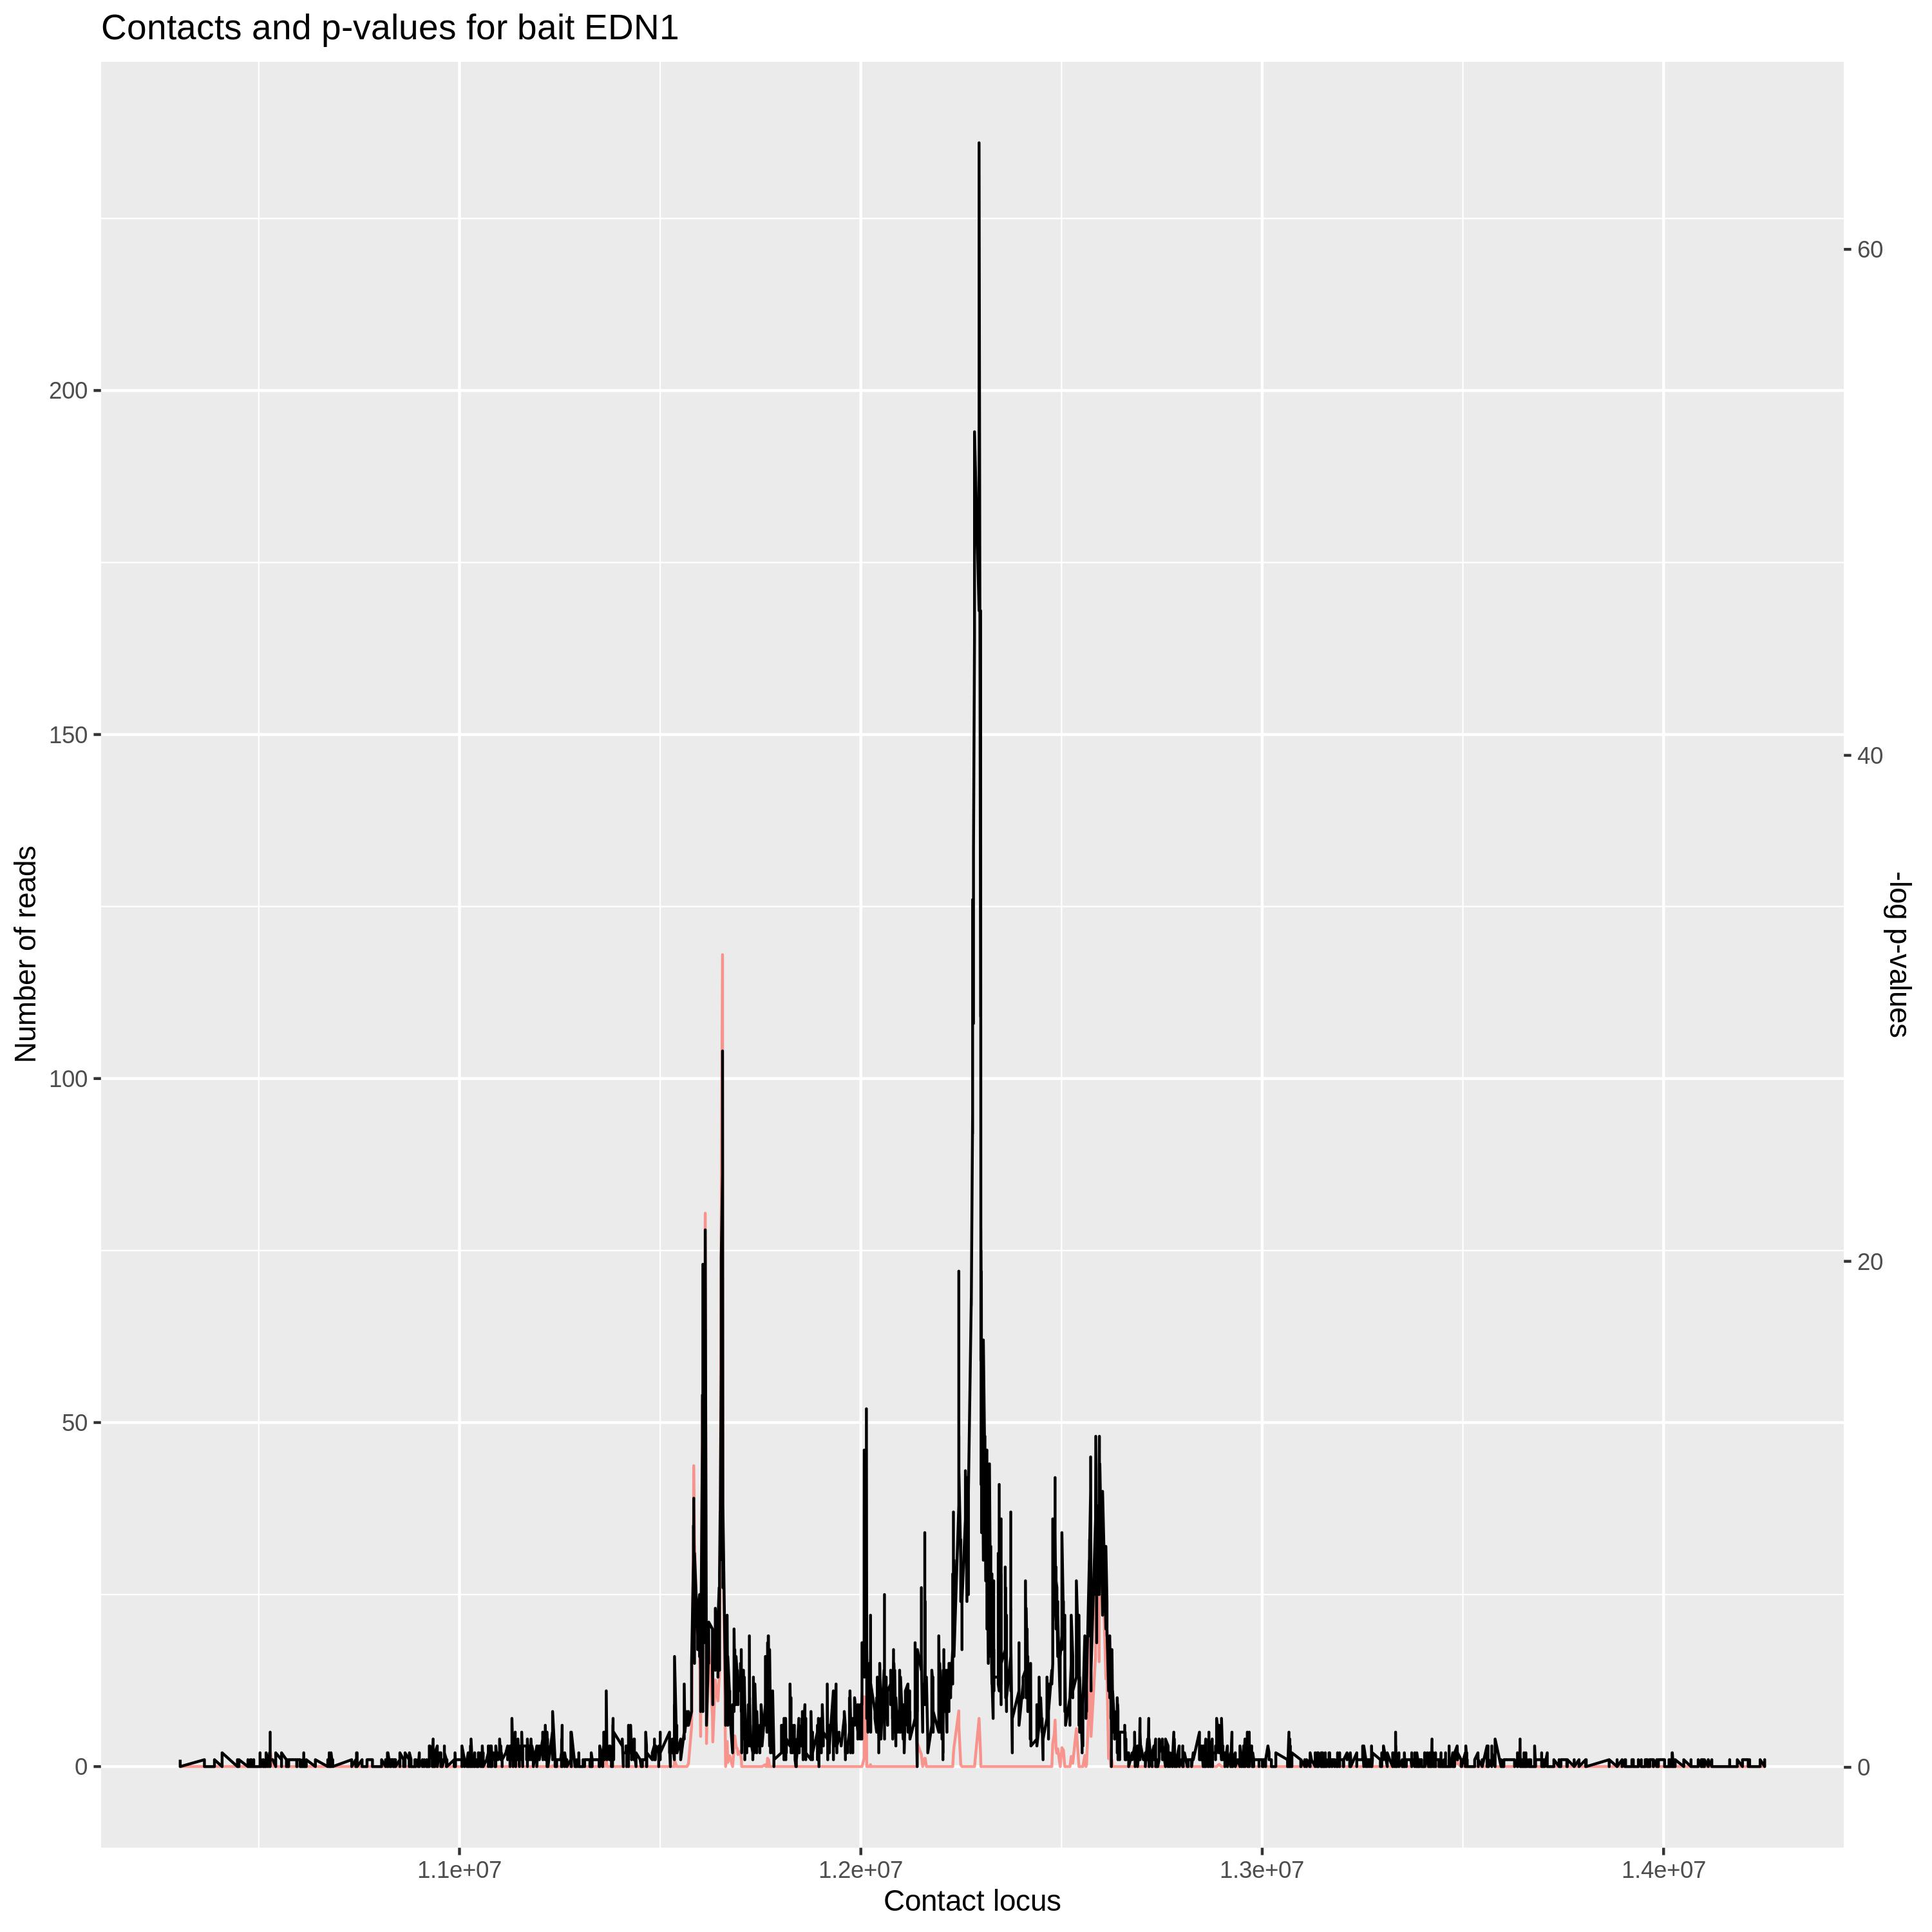 Contacts and p-values for bait EDN1
Number of reads
200
150
100
50
0
60
40
20
0
-log p-values
1.1e+07 1.2e+07 1.3e+07 1.4e+07
Contact locus